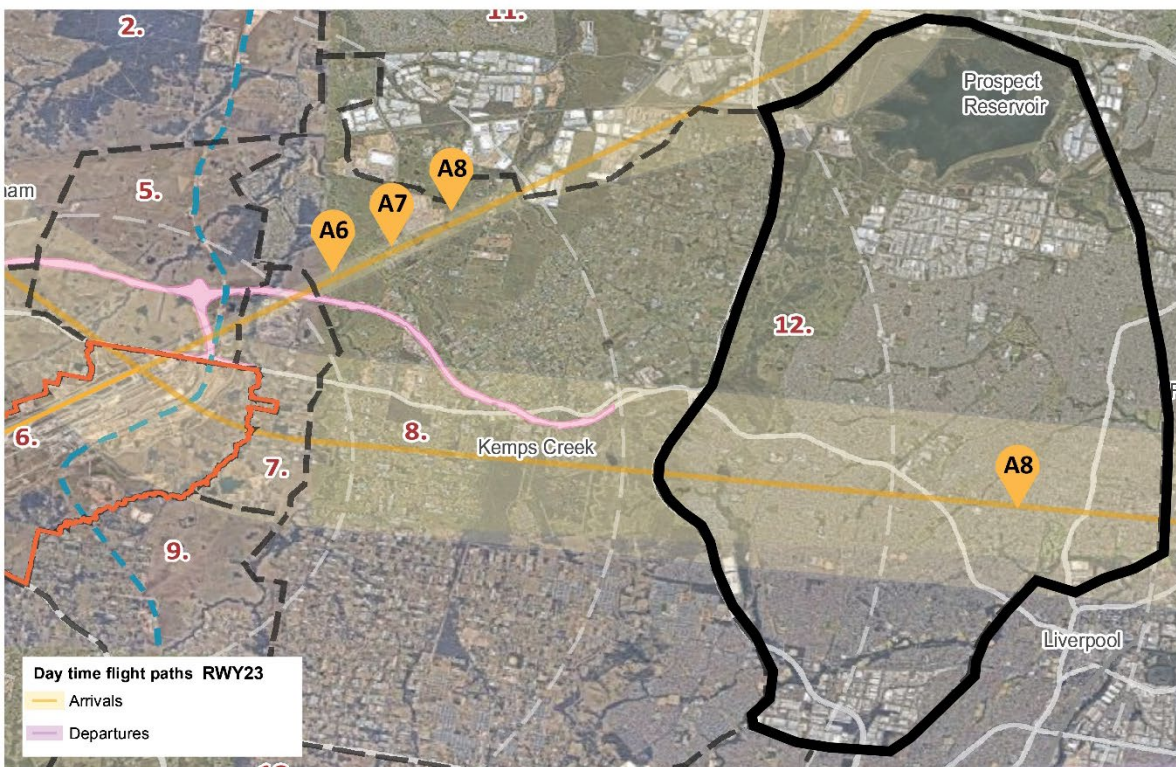 2.
11.
Prospect
Reservoir
A8
5.
A7
A6
12.
8.
Kemps Creek
A8
6.
7.
9.
Liverpool
Day time flight paths RWY23
Arrivals
Departures